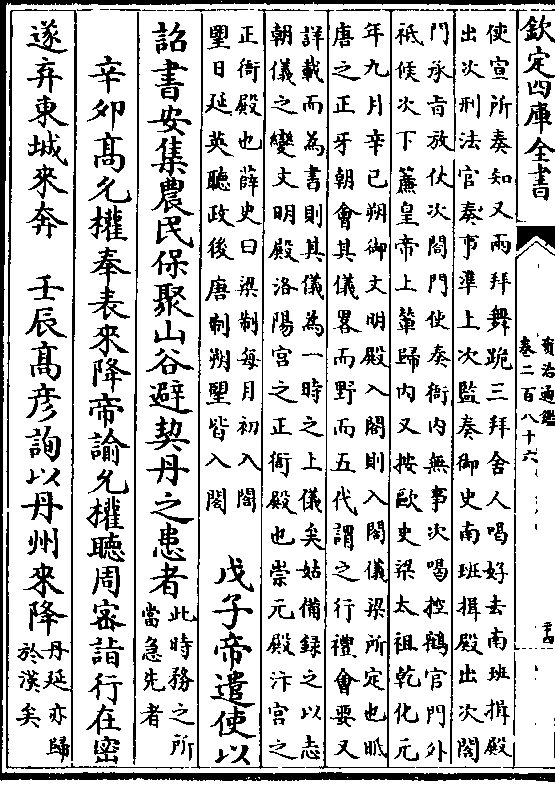 欽定四庫全書
資治通鑑
卷二百八十六
使宣所奏知又兩拜舞跪三拜舍人喝好去南班揖殿
出次刑法官奏事準上次監奏御史南班揖殿出次閤
門承旨放仗次閤門使奏衙内無事次喝控鶴官門外
祗候次下簾皇帝上輦歸内又按歐史梁太祖乾化元
年九月辛巳朔御文明殿入閤則入閤儀梁所定也眡
唐之正牙朝會其儀畧而野而五代謂之行禮會要又
詳載而為書則其儀為一時之上儀矣姑備録之以志
朝儀之變文明殿洛陽宮之正衙殿也崇元殿汴宮之
正衙殿也薛史曰梁制每月初入閤
朢日延英聽政後唐制朔朢皆入閤
戊子帝遣使以
詔書安集農民保聚山谷避契丹之患者
此時務之所
當急先者
辛卯高允權奉表來降帝諭允權聽周密詣行在密
遂弃東城來奔　壬辰高彦詢以丹州來降
丹延亦歸
於漢矣